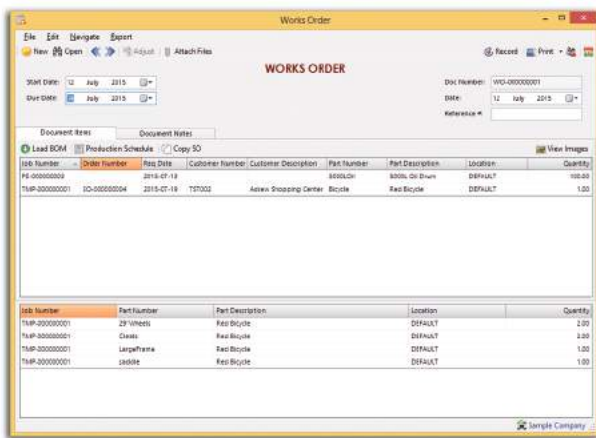 Works Order
File Edit Navigate Export
New Open Adjust Attach Files Record Print
WORKS ORDER
Start Date: 12 July 2015 Doc Number: WO-000000001
Due Date: July 2015 Date: 12 July 2015
Reference #:
Document Items Document Notes
Load BOM Production Schedule Copy SO View Images
Job Number Order Number Req Date Customer Number Customer Description Part Number Part Description Location Quantity
2015-07-13 Oil Drum DEFAULT 100.00
TMP-000000001 SO-000000004 2015-07-19 TST002 Shopping Center Bicycle Red Bicycle DEFAULT 1.00
Job Number Part Number Part Description Location Quantity
TMP-000000001 29' Wheels Red Bicycle DEFAULT 2.00
TMP-000000001 Red Bicycle DEFAULT 2.00
TMP-000000001 LargeFrame Red Bicycle DEFAULT 1.00
TMP-000000001 saddle Red Bicycle DEFAULT 1.00
Sample Company